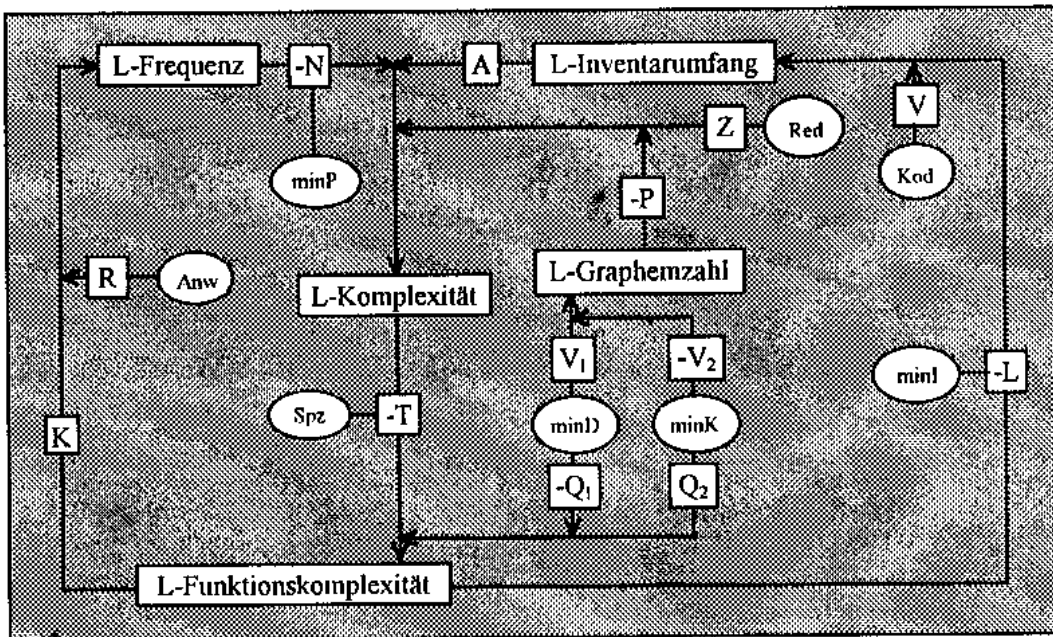 L-Frequenz -N A L-Inventarumfang
Z Red V
minP -P Kod
R Anw L-Graphemzahl
L-Komplexität
V₁ -V₂
minI -L
Spz -T minD minK
K
-Q₁ Q₂
L-Funktionskomplexität